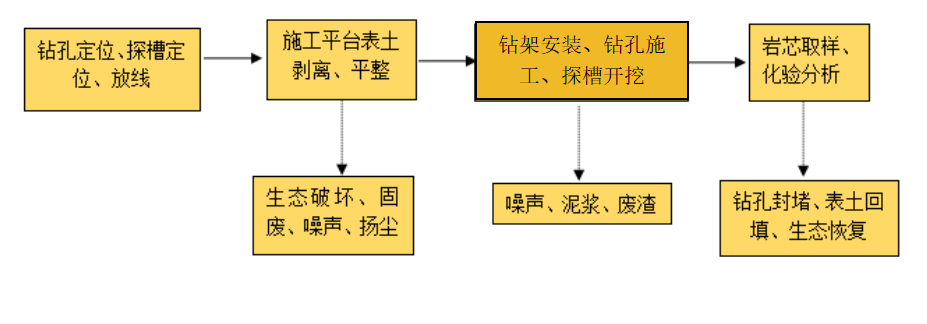 钻孔定位、探槽定
位、放线
施工平台表土
剥离、平整
钻架安装、钻孔施
工、探槽开挖
岩芯取样、
化验分析
生态破坏、固
废、噪声、扬尘
噪声、泥浆、废渣
钻孔封堵、表土回
填、生态恢复